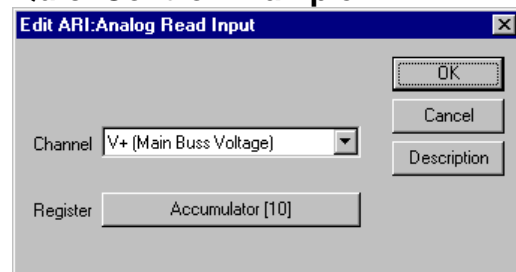 Edit ARI:Analog Read Input
OK
Cancel
Channel V+ (Main Buss Voltage)
Description
Register Accumulator [10]